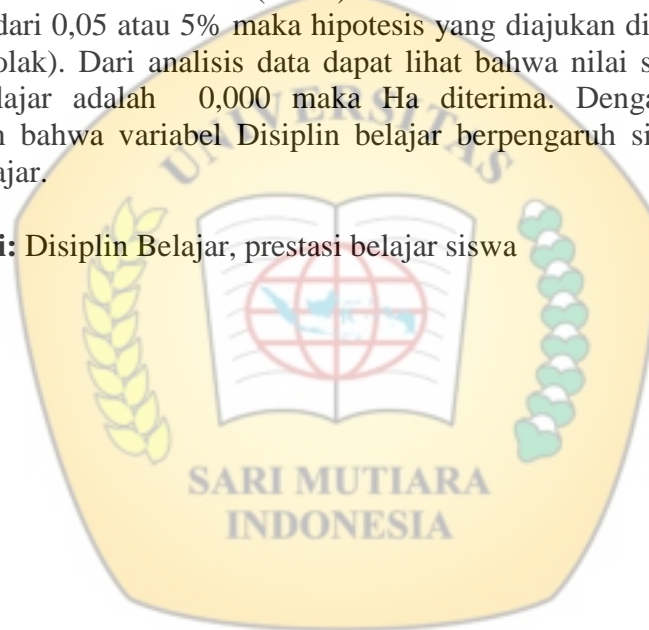 dari 0,05 atau 5% maka hipotesis yang diajukan di
olak). Dari analisis data dapat lihat bahwa nilai s
lajar adalah 0,000 maka Ha diterima. Denga
bahwa variabel Disiplin belajar berpengaruh si
ajar.
i: Disiplin Belajar, prestasi belajar siswa
UNIVERSITAS
SARI MUTIARA
INDONESIA